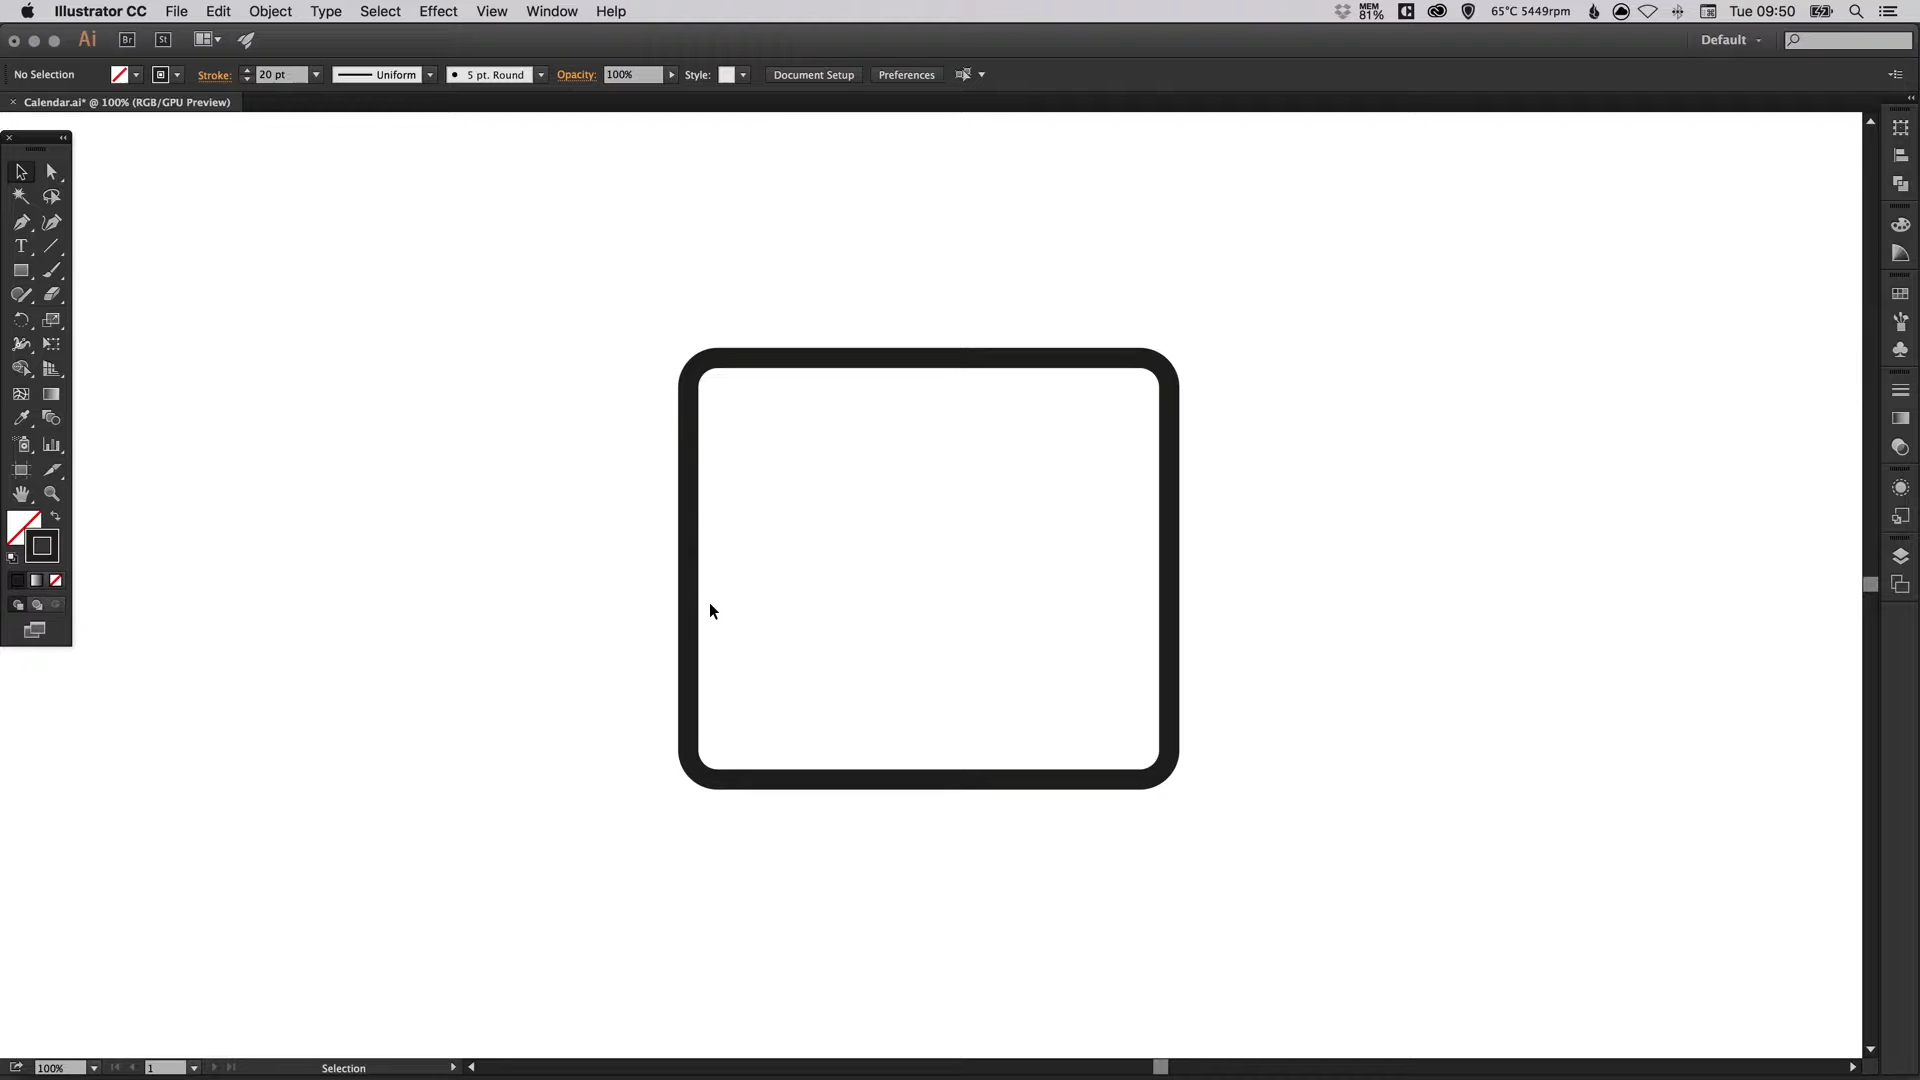 Illustrator CC File Edit Object Type Select Effect View Window Help MEM 81% 65°C 5449rpm Tue 09:50
Ai Br St Default
No Selection Stroke: 20 pt Uniform 5 pt. Round Opacity: 100% Style: Document Setup Preferences
Calendar.ai* @ 100% (RGB/GPU Preview)
T
100% 1 Selection